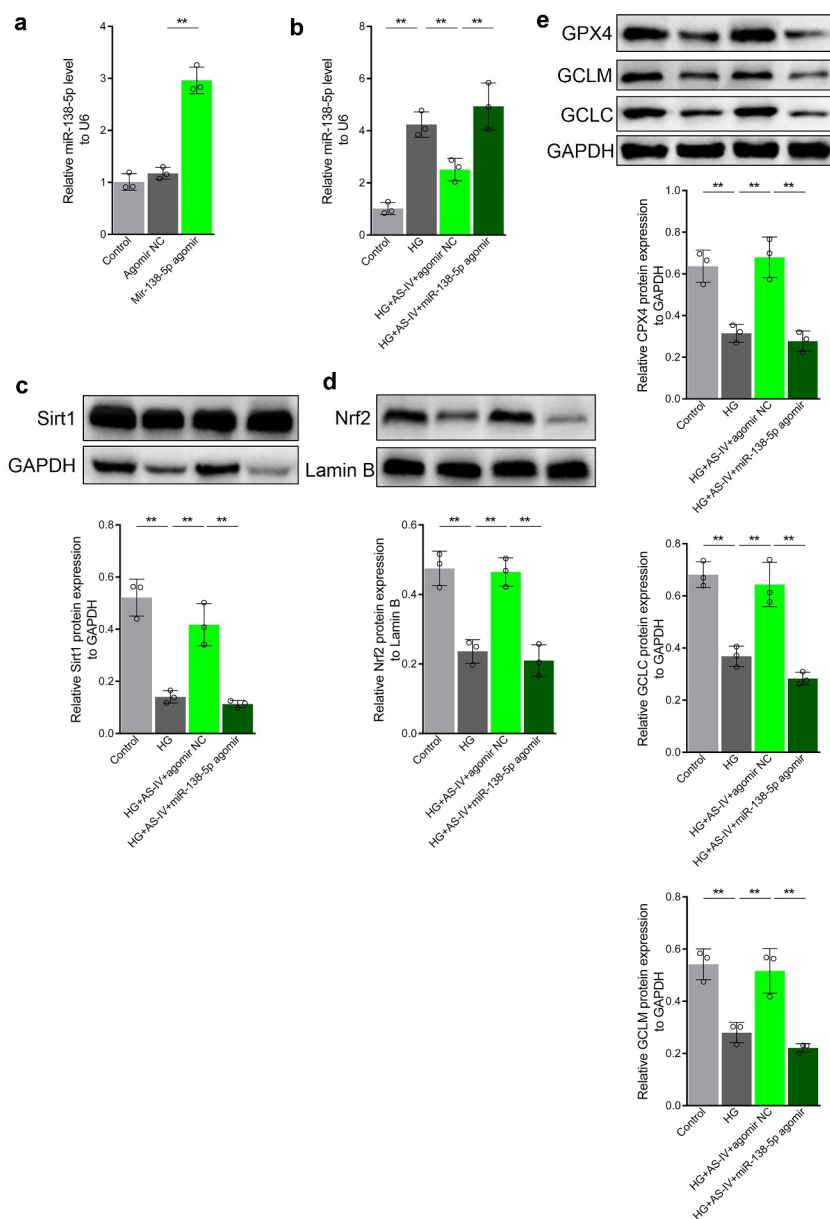 a
**
Relative miR-138-5p level
to U6
4
3
2
1
0
Control
Agomir NC
Mir-138-5p agomir
b
** ** **
Relative miR-138-5p level
to U6
8
6
4
2
0
Control
HG
HG+AS-IV+agomir NC
HG+AS-IV+miR-138-5p agomir
c
Sirt1
GAPDH
** ** **
Relative Sirt1 protein expression
to GAPDH
0.8
0.6
0.4
0.2
0.0
Control
HG
HG+AS-IV+agomir NC
HG+AS-IV+miR-138-5p agomir
d
Nrf2
Lamin B
** ** **
Relative Nrf2 protein expression
to Lamin B
0.6
0.4
0.2
0.0
Control
HG
HG+AS-IV+agomir NC
HG+AS-IV+miR-138-5p agomir
e
GPX4
GCLM
GCLC
GAPDH
** ** **
Relative CPX4 protein expression
to GAPDH
1.0
0.8
0.6
0.4
0.2
0.0
Control
HG
HG+AS-IV+agomir NC
HG+AS-IV+miR-138-5p agomir
** ** **
Relative GCLC protein expression
to GAPDH
0.8
0.6
0.4
0.2
0.0
Control
HG
HG+AS-IV+agomir NC
HG+AS-IV+miR-138-5p agomir
** ** **
Relative GCLM protein expression
to GAPDH
0.8
0.6
0.4
0.2
0.0
Control
HG
HG+AS-IV+agomir NC
HG+AS-IV+miR-138-5p agomir